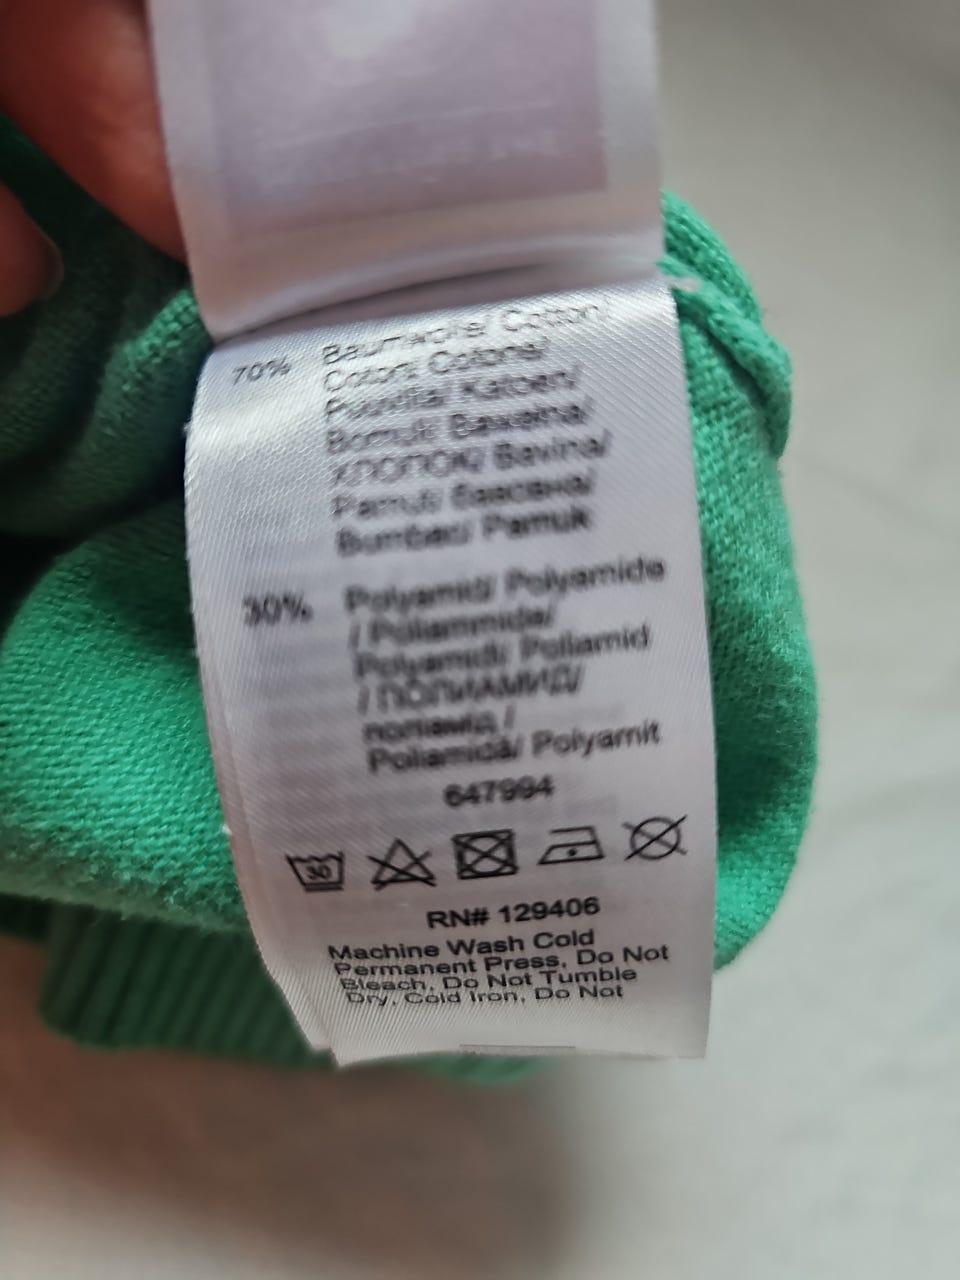 70% Baumwolle/ Cotton/
Coton/ Cotone/
Katoen/
Bomull/ Bawełna/
ХЛОПОК/ Bavlna/
Pamut/ бавовна/
Bumbac/ Pamuk
30% Polyamid/ Polyamide
/ Poliammide/
Polyamid/ Poliamid
/ ПОЛИАМИД/
поліамід /
Poliamidă/ Polyamit
647994
30
RN# 129406
Machine Wash Cold
Permanent Press, Do Not
Bleach, Do Not Tumble
Dry, Cold Iron, Do Not